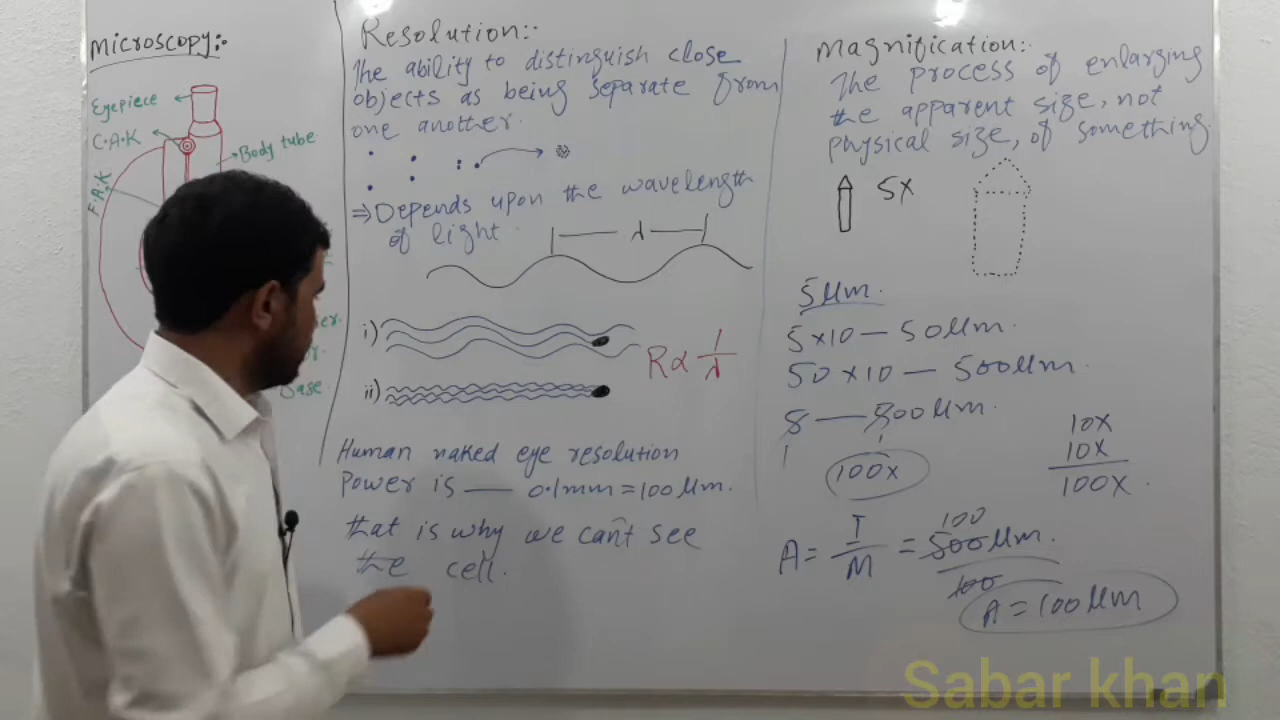 Microscopy:-
Eyepiece
C.A.K
Body tube
F.A.K
Base.
Resolution:-
The ability to distinguish close
objects as being separate from
one another.
⇒ Depends upon the wavelength
of light.
λ
i)
ii)
R∝ 1/λ
Human naked eye resolution
Power is — 0.1mm = 100 μm.
that is why we can't see
the cell.
Magnification:-
The process of enlarging
the apparent size, not
physical size, of something
5X
5μm.
5×10 — 50μm.
50×10 — 500μm.
8 — 800μm.
100x
10X
10X
100X.
A = I/M = 500μm. / 100
100
A = 100μm
Sabar khan